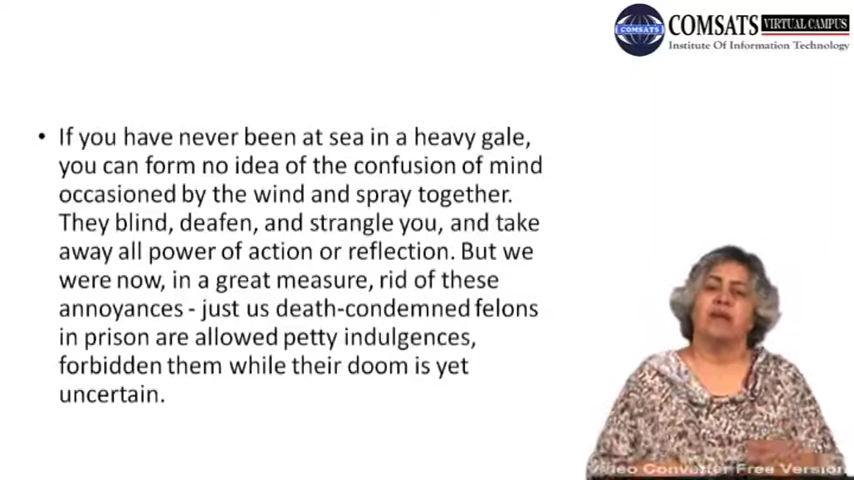 COMSATS VIRTUAL CAMPUS
COMSATS
Institute Of Information Technology
• If you have never been at sea in a heavy gale,
you can form no idea of the confusion of mind
occasioned by the wind and spray together.
They blind, deafen, and strangle you, and take
away all power of action or reflection. But we
were now, in a great measure, rid of these
annoyances - just us death-condemned felons
in prison are allowed petty indulgences,
forbidden them while their doom is yet
uncertain.
Video Converter Free Version